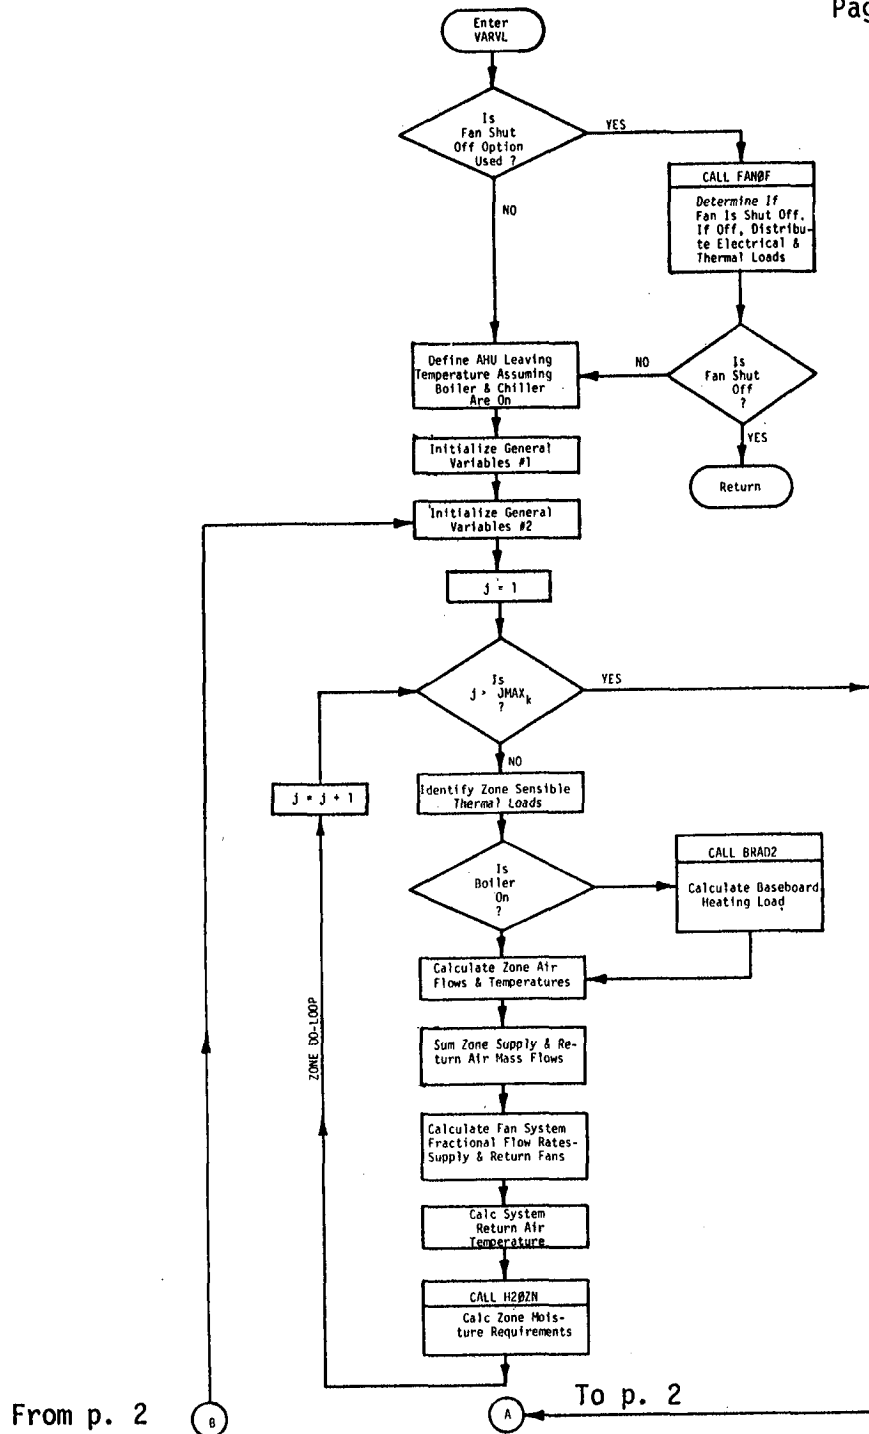 Pag
Enter
VARVL
Is
Fan Shut
Off Option
Used ?
YES
NO
CALL FANØF
Determine If
Fan Is Shut Off.
If Off, Distribu-
te Electrical &
Thermal Loads
Is
Fan Shut
Off
?
NO
YES
Return
Define AHU Leaving
Temperature Assuming
Boiler & Chiller
Are On
Initialize General
Variables #1
Initialize General
Variables #2
j = 1
Is
j > JMAXk
?
YES
NO
j = j + 1
Identify Zone Sensible
Thermal Loads
Is
Boiler
On
?
CALL BRAD2
Calculate Baseboard
Heating Load
Calculate Zone Air
Flows & Temperatures
ZONE DO-LOOP
Sum Zone Supply & Re-
turn Air Mass Flows
Calculate Fan System
Fractional Flow Rates-
Supply & Return Fans
Calc System
Return Air
Temperature
CALL H2ØZN
Calc Zone Mois-
ture Requirements
From p. 2
B
A
To p. 2